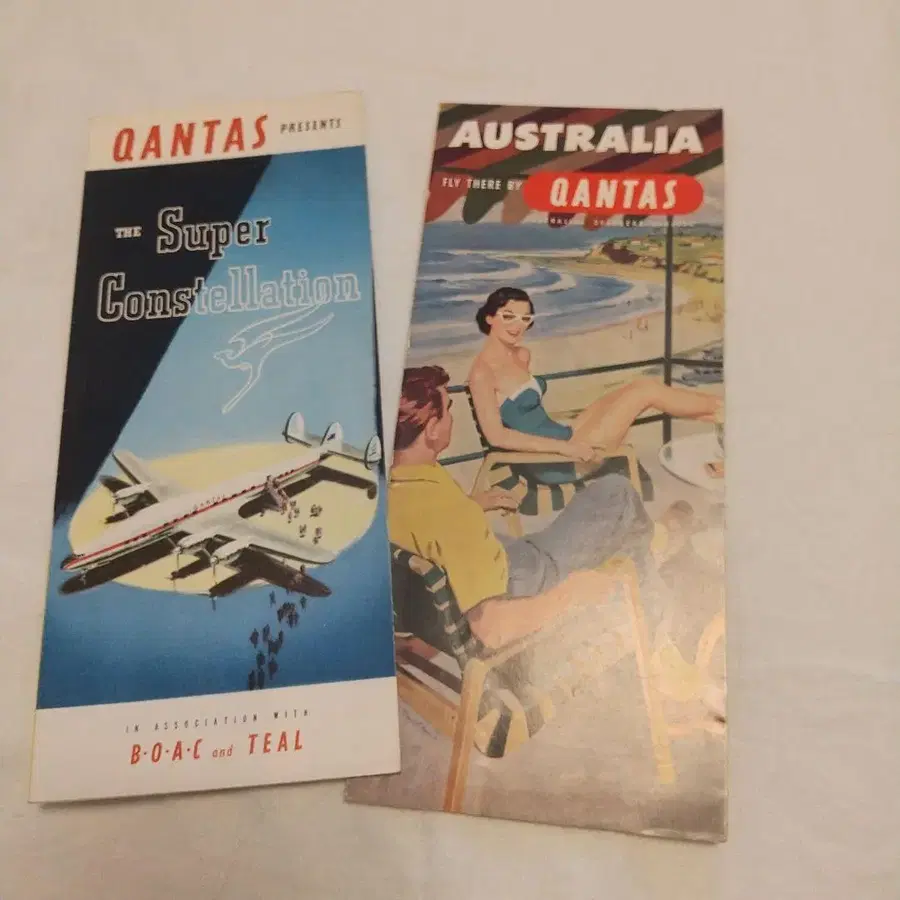 QANTAS PRESENTS
THE Super
Constellation
IN ASSOCIATION WITH
B·O·A·C and TEAL
AUSTRALIA
FLY THERE BY QANTAS